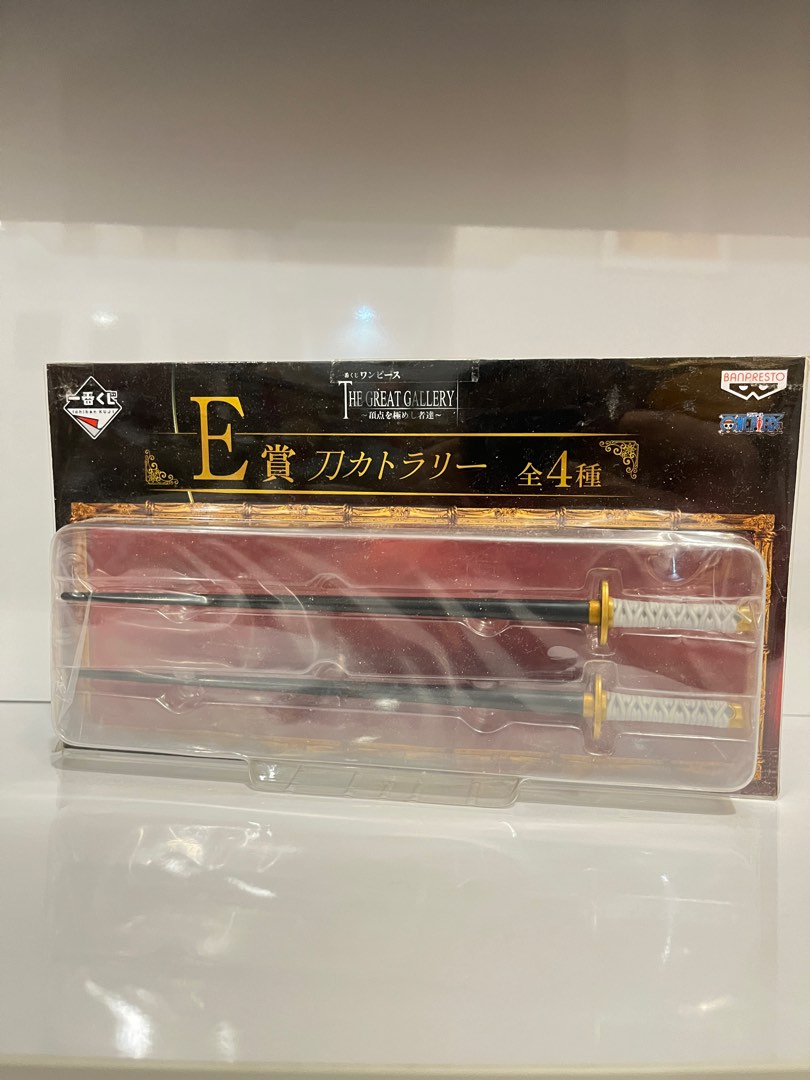 一番くじ
ichiban KUJI
一番くじ ワンピース
THE GREAT GALLERY
~頂点を極めし者達~
BANPRESTO
ONE PIECE
E賞 刀カトラリー 全4種